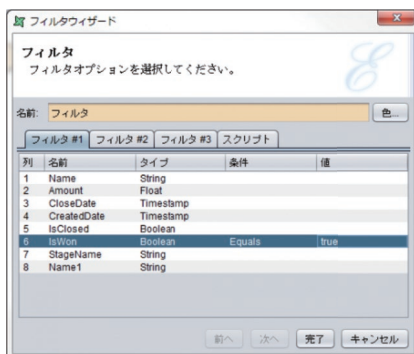 フィルタウィザード
フィルタ
フィルタオプションを選択してください。
名前: フィルタ 色...
フィルタ #1 フィルタ #2 フィルタ #3 スクリプト
列 名前 タイプ 条件 値
1 Name String
2 Amount Float
3 CloseDate Timestamp
4 CreatedDate Timestamp
5 IsClosed Boolean
6 IsWon Boolean Equals true
7 StageName String
8 Name1 String
前へ 次へ 完了 キャンセル